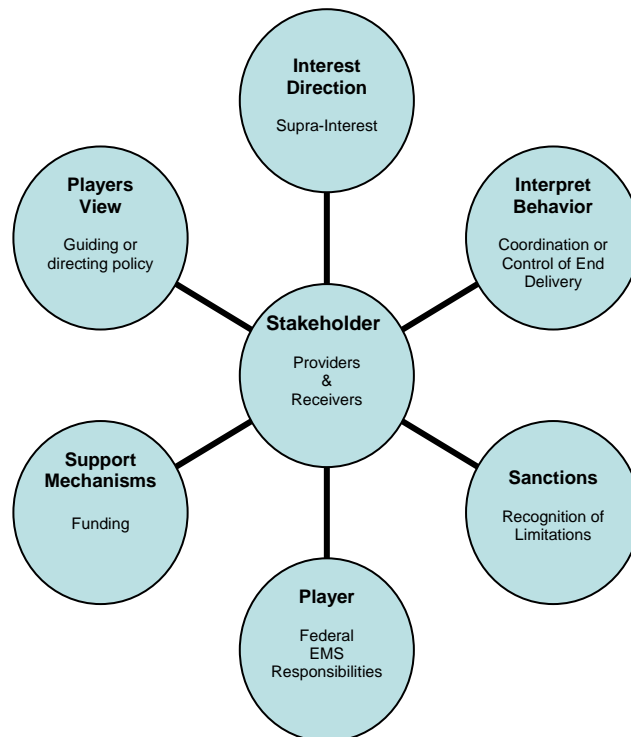 Interest
Direction
Supra-Interest
Players
View
Guiding or
directing policy
Interpret
Behavior
Coordination or
Control of End
Delivery
Stakeholder
Providers
&
Receivers
Support
Mechanisms
Funding
Sanctions
Recognition of
Limitations
Player
Federal
EMS
Responsibilities